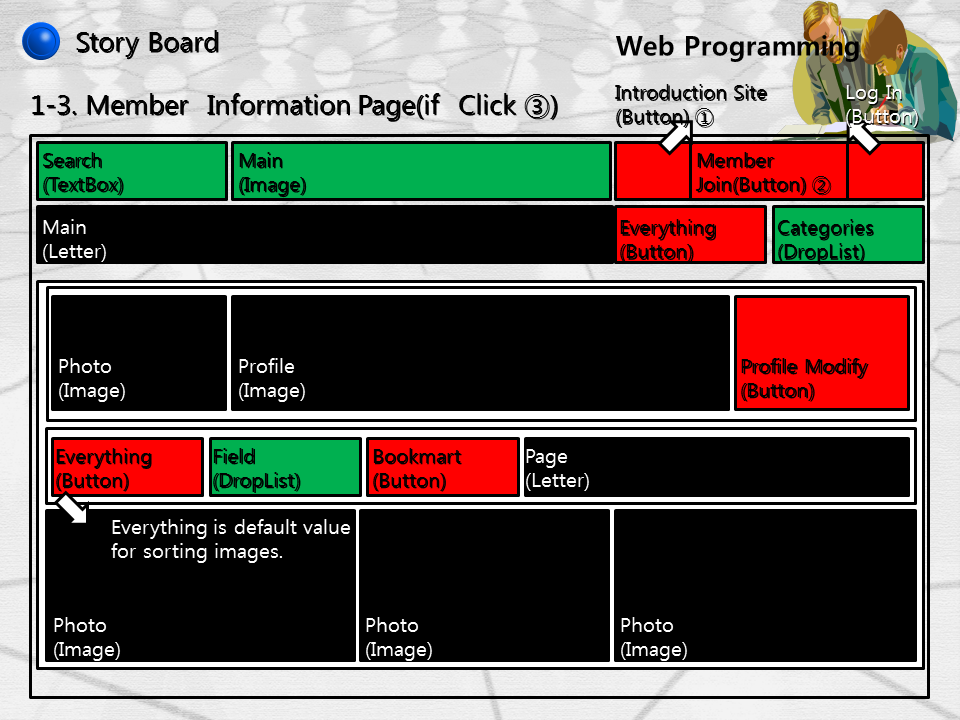 Story Board
Web Programming
1-3. Member Information Page(if Click ③)
Introduction Site
(Button) ①
Log In
(Button)
Search
(TextBox)
Main
(Image)
Member
Join(Button) ②
Main
(Letter)
Everything
(Button)
Categories
(DropList)
Photo
(Image)
Profile
(Image)
Profile Modify
(Button)
Everything
(Button)
Field
(DropList)
Bookmart
(Button)
Page
(Letter)
Everything is default value
for sorting images.
Photo
(Image)
Photo
(Image)
Photo
(Image)